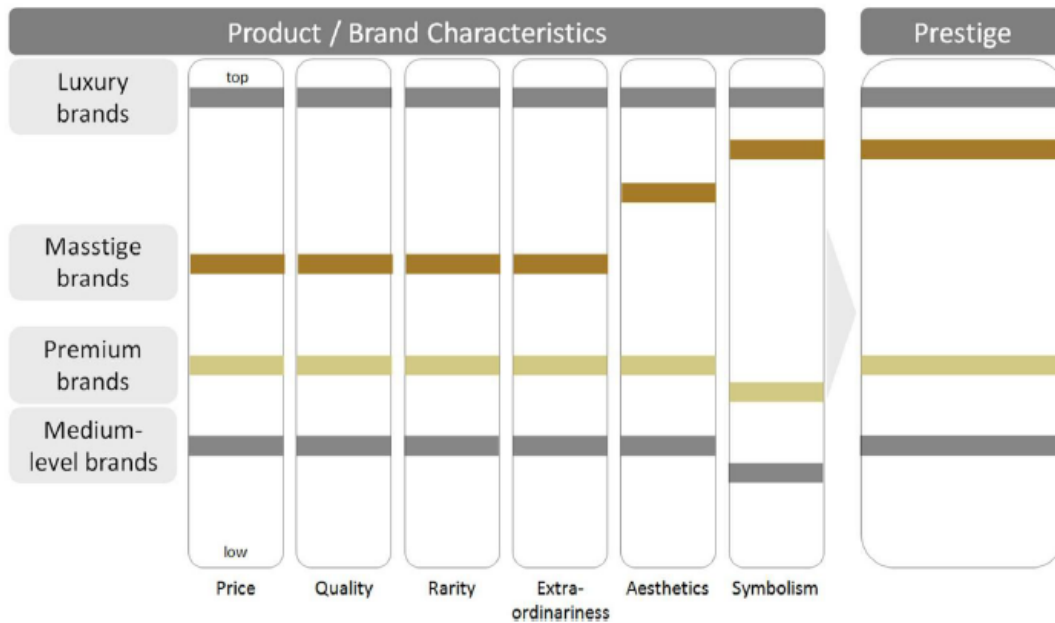 Product / Brand Characteristics
Prestige
Luxury
brands
top
Masstige
brands
Premium
brands
Medium-
level brands
low
Price
Quality
Rarity
Extra-
ordinariness
Aesthetics
Symbolism